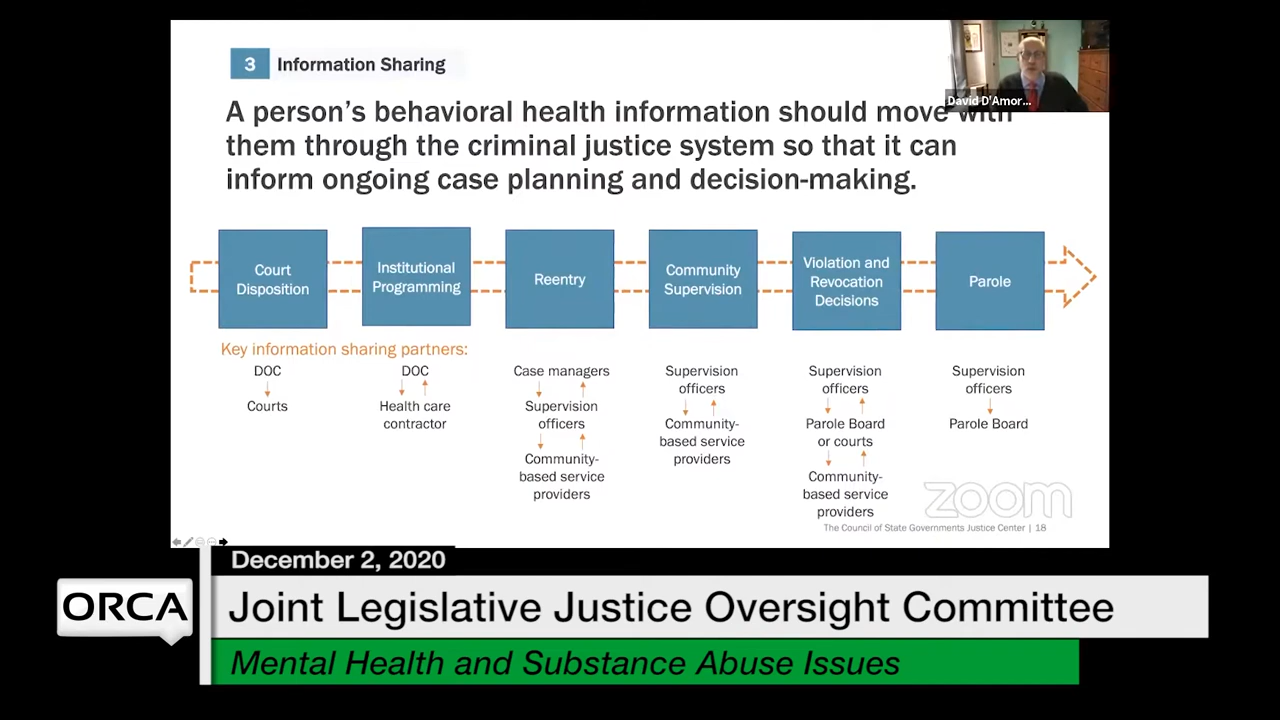 3 Information Sharing
David D'Amor...
A person's behavioral health information should move with
them through the criminal justice system so that it can
inform ongoing case planning and decision-making.
Court
Disposition
Institutional
Programming
Reentry
Community
Supervision
Violation and
Revocation
Decisions
Parole
Key information sharing partners:
DOC
Courts
DOC
Health care
contractor
Case managers
Supervision
officers
Community-
based service
providers
Supervision
officers
Community-
based service
providers
Supervision
officers
Parole Board
or courts
Community-
based service
providers
Supervision
officers
Parole Board
zoom
The Council of State Governments Justice Center | 18
December 2, 2020
ORCA
Joint Legislative Justice Oversight Committee
Mental Health and Substance Abuse Issues